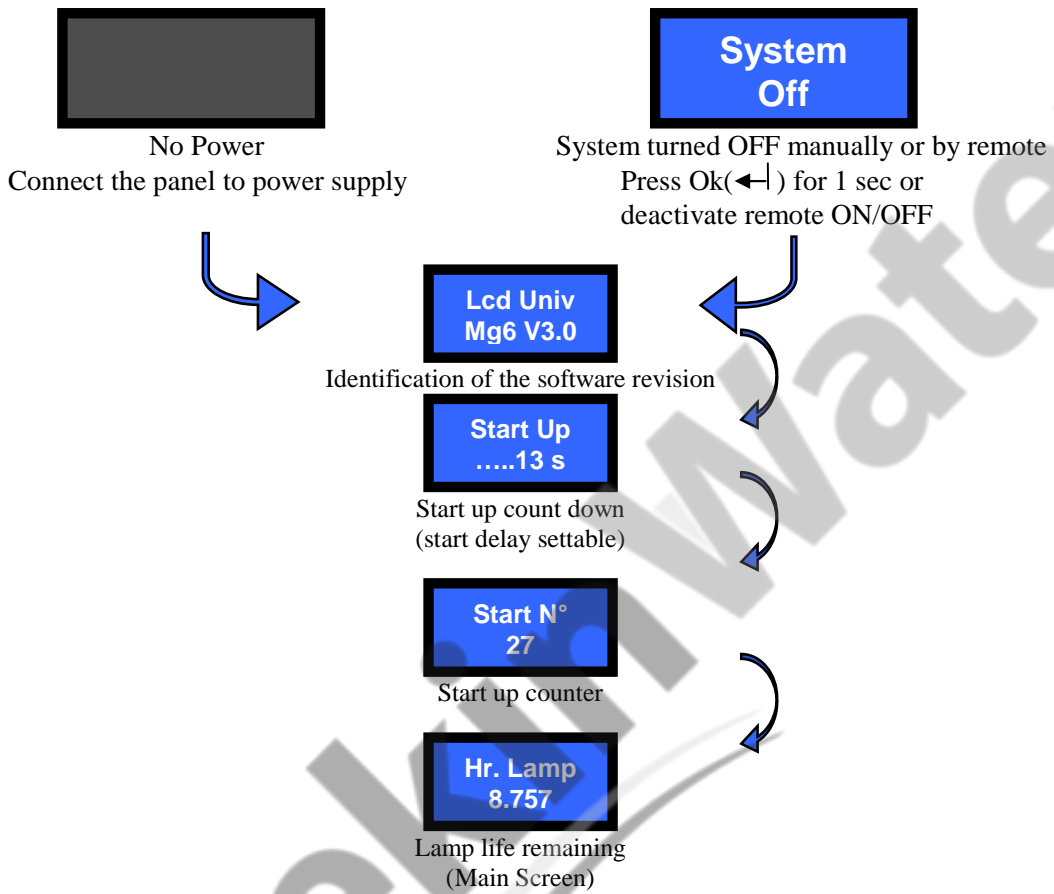 System
Off
No Power
Connect the panel to power supply
System turned OFF manually or by remote
Press Ok(↵) for 1 sec or
deactivate remote ON/OFF
Lcd Univ
Mg6 V3.0
Identification of the software revision
Start Up
…..13 s
Start up count down
(start delay settable)
Start N°
27
Start up counter
Hr. Lamp
8.757
Lamp life remaining
(Main Screen)